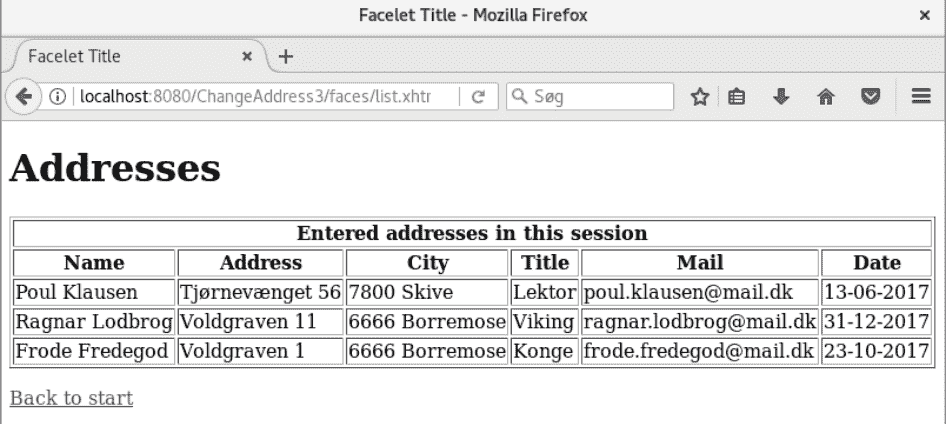 Facelet Title - Mozilla Firefox
Facelet Title
localhost:8080/ChangeAddress3/faces/list.xht
Søg
Addresses
Entered addresses in this session
Name Address City Title Mail Date
Poul Klausen Tjørnevænget 56 7800 Skive Lektor poul.klausen@mail.dk 13-06-2017
Ragnar Lodbrog Voldgraven 11 6666 Borremose Viking ragnar.lodbrog@mail.dk 31-12-2017
Frode Fredegod Voldgraven 1 6666 Borremose Konge frode.fredegod@mail.dk 23-10-2017
Back to start